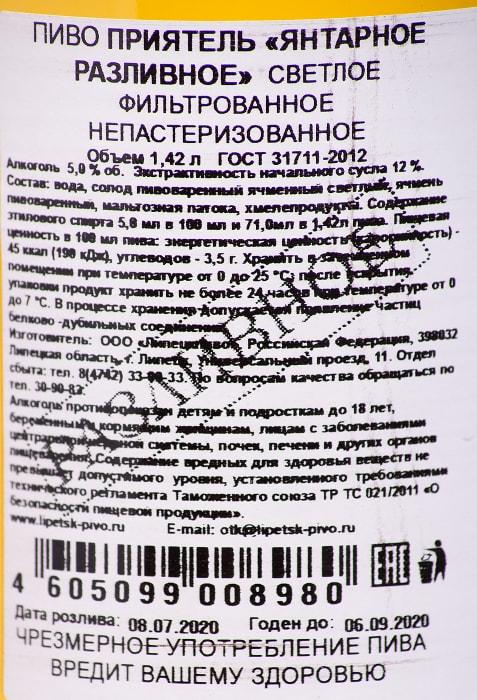 ПИВО ПРИЯТЕЛЬ «ЯНТАРНОЕ
РАЗЛИВНОЕ» СВЕТЛОЕ
ФИЛЬТРОВАННОЕ
НЕПАСТЕРИЗОВАННОЕ
Объем 1,42 л ГОСТ 31711-2012
Алкоголь 5,0 % об. Экстрактивность начального сусла 12 %.
Состав: вода, солод пивоваренный ячменный светлый, ячмень
пивоваренный, мальтозная патока, хмелепродукты. Содержание
этилового спирта 5,0 мл в 100 мл и 71,0мл в 1,42л пива. Пищевая
ценность в 100 мл пива: энергетическая ценность (калорийность) -
45 ккал (190 кДж), углеводов - 3,5 г. Хранить в затемненном
помещении при температуре от 0 до 25 °С; после вскрытия
упаковки продукт хранить не более 24 часов при температуре от 0
до 7 °С. В процессе хранения допускается появление частиц
белково -дубильных соединений.
Изготовитель: ООО «Липецкпиво», Российская Федерация, 398032
Липецкая область, г. Липецк, Универсальный проезд, 11. Отдел
сбыта: тел. 8(4742) 33-00-33. По вопросам качества обращаться по
тел. 30-90-83.
Алкоголь противопоказан детям и подросткам до 18 лет,
беременным и кормящим женщинам, лицам с заболеваниями
центральной нервной системы, почек, печени и других органов
пищеварения. Содержание вредных для здоровья веществ не
превышает допустимого уровня, установленного требованиями
технического регламента Таможенного союза ТР ТС 021/2011 «О
безопасности пищевой продукции».
www.lipetsk-pivo.ru E-mail: otk@lipetsk-pivo.ru
4 605099 008980
EAC
Дата розлива: 08.07.2020 Годен до: 06.09.2020
ЧРЕЗМЕРНОЕ УПОТРЕБЛЕНИЕ ПИВА
ВРЕДИТ ВАШЕМУ ЗДОРОВЬЮ